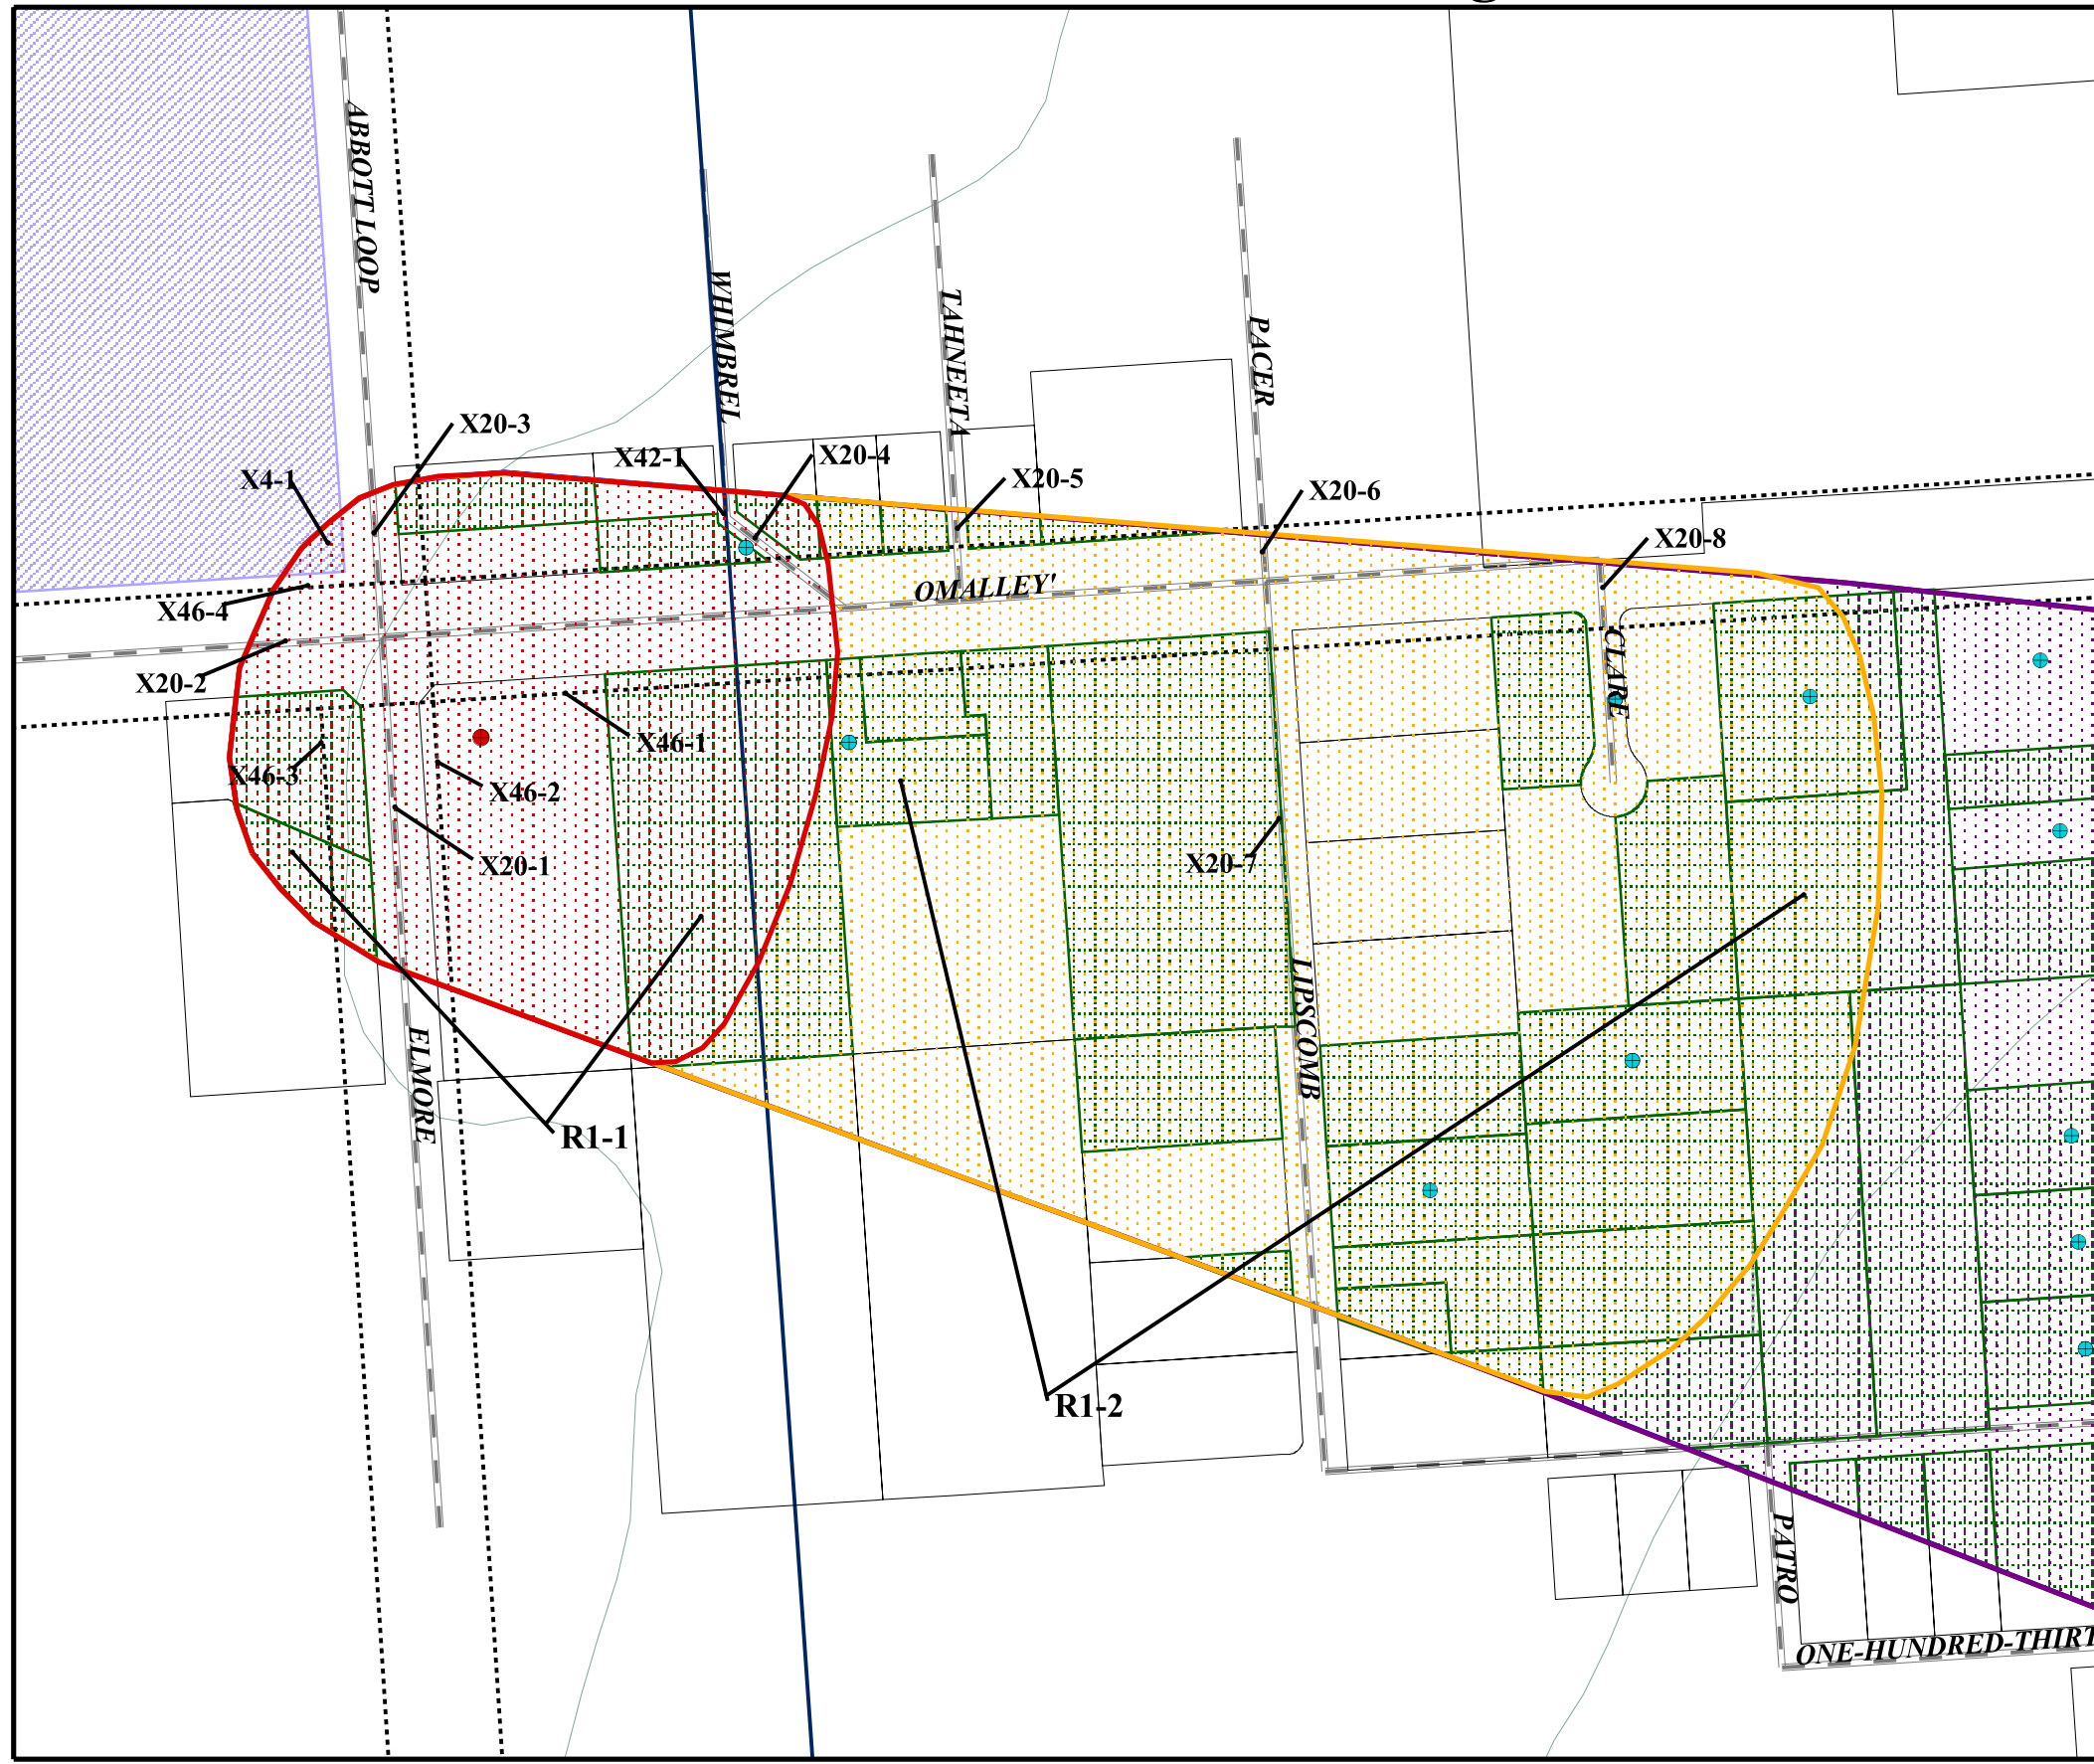 ABBOTT LOOP
WHIMBREL
TAHNEETA
PACER
X20-3
X42-1
X20-4
X4-1
X20-5
X20-6
X20-8
OMALLEY'
X46-4
X20-2
CLARE
X46-1
X46-3
X46-2
X20-1
X20-7
LIPSCOMB
ELMORE
R1-1
R1-2
PATRO
ONE-HUNDRED-THIRT